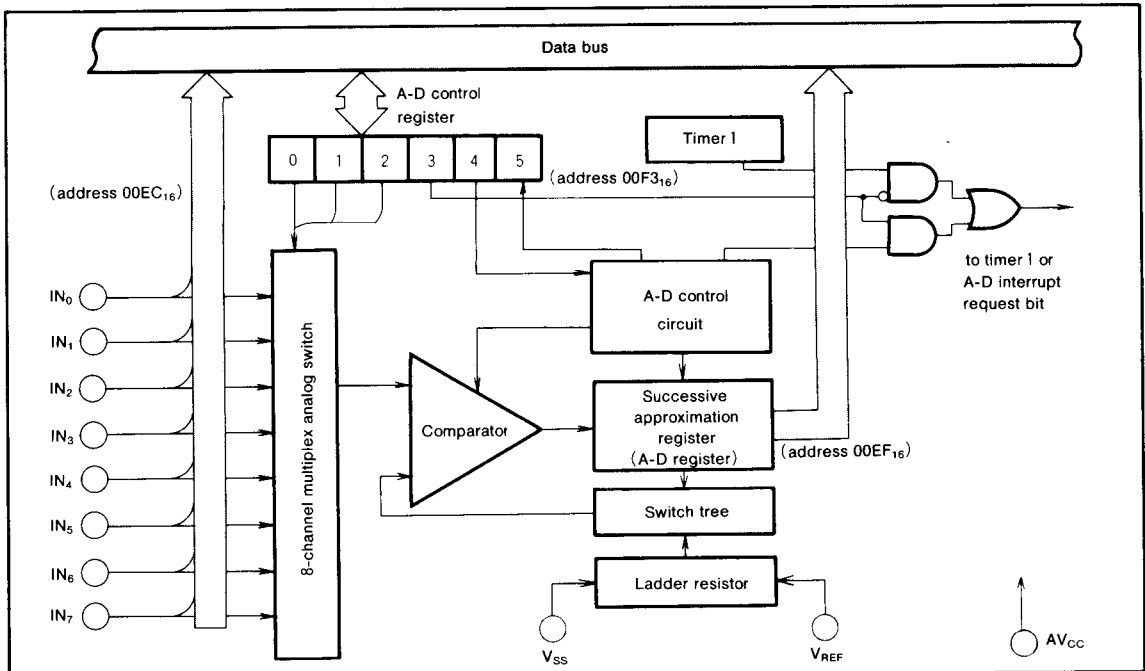 Data bus
A-D control
register
Timer 1
0 1 2 3 4 5
(address 00EC₁₆)
(address 00F3₁₆)
to timer 1 or
A-D interrupt
request bit
A-D control
circuit
IN₀
IN₁
IN₂
IN₃
IN₄
IN₅
IN₆
IN₇
8-channel multiplex analog switch
Comparator
Successive
approximation
register
(A-D register)
(address 00EF₁₆)
Switch tree
Ladder resistor
V_SS
V_REF
AV_CC